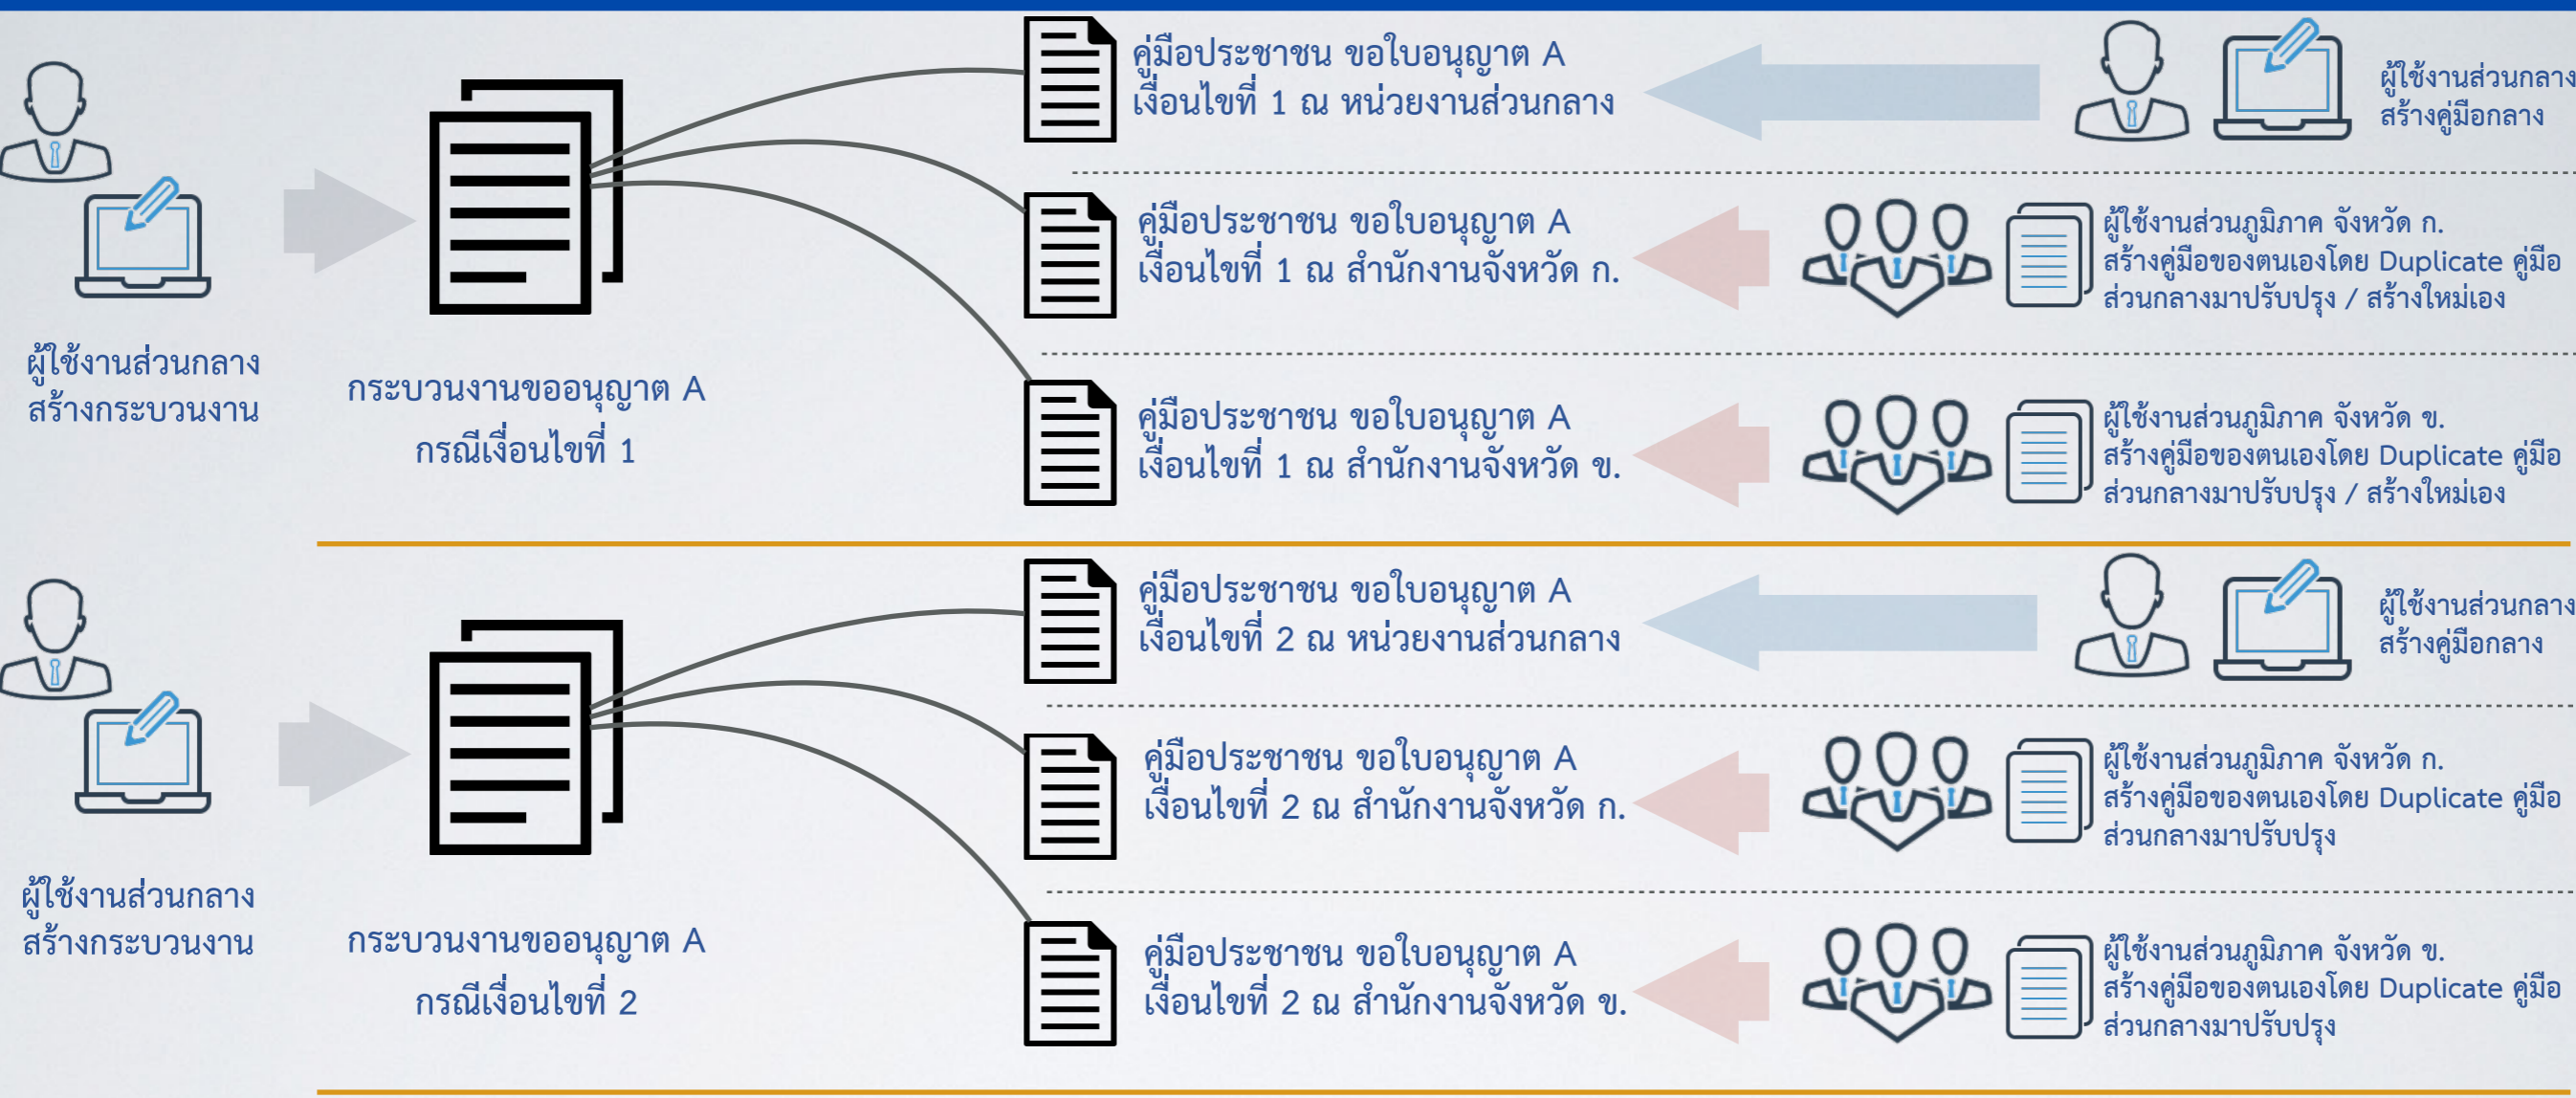 ผู้ใช้งานส่วนกลาง
สร้างกระบวนงาน
กระบวนงานขออนุญาต A
กรณีเงื่อนไขที่ 1
คู่มือประชาชน ขอใบอนุญาต A
เงื่อนไขที่ 1 ณ หน่วยงานส่วนกลาง
ผู้ใช้งานส่วนกลาง
สร้างคู่มือกลาง
คู่มือประชาชน ขอใบอนุญาต A
เงื่อนไขที่ 1 ณ สำนักงานจังหวัด ก.
ผู้ใช้งานส่วนภูมิภาค จังหวัด ก.
สร้างคู่มือของตนเองโดย Duplicate คู่มือ
ส่วนกลางมาปรับปรุง / สร้างใหม่เอง
คู่มือประชาชน ขอใบอนุญาต A
เงื่อนไขที่ 1 ณ สำนักงานจังหวัด ข.
ผู้ใช้งานส่วนภูมิภาค จังหวัด ข.
สร้างคู่มือของตนเองโดย Duplicate คู่มือ
ส่วนกลางมาปรับปรุง / สร้างใหม่เอง
ผู้ใช้งานส่วนกลาง
สร้างกระบวนงาน
กระบวนงานขออนุญาต A
กรณีเงื่อนไขที่ 2
คู่มือประชาชน ขอใบอนุญาต A
เงื่อนไขที่ 2 ณ หน่วยงานส่วนกลาง
ผู้ใช้งานส่วนกลาง
สร้างคู่มือกลาง
คู่มือประชาชน ขอใบอนุญาต A
เงื่อนไขที่ 2 ณ สำนักงานจังหวัด ก.
ผู้ใช้งานส่วนภูมิภาค จังหวัด ก.
สร้างคู่มือของตนเองโดย Duplicate คู่มือ
ส่วนกลางมาปรับปรุง
คู่มือประชาชน ขอใบอนุญาต A
เงื่อนไขที่ 2 ณ สำนักงานจังหวัด ข.
ผู้ใช้งานส่วนภูมิภาค จังหวัด ข.
สร้างคู่มือของตนเองโดย Duplicate คู่มือ
ส่วนกลางมาปรับปรุง